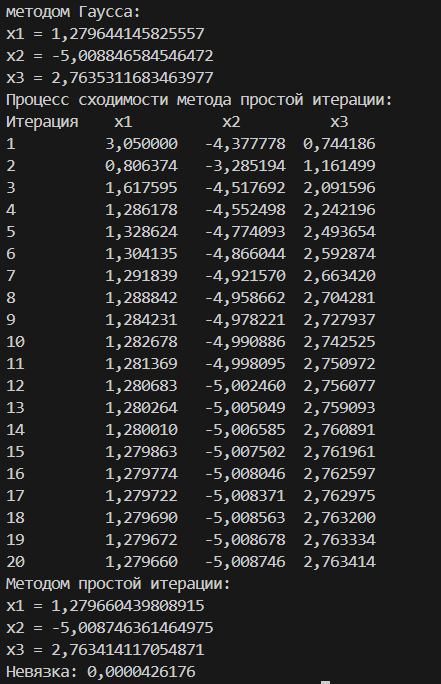 методом Гаусса:
x1 = 1,279644145825557
x2 = -5,008846584546472
x3 = 2,7635311683463977
Процесс сходимости метода простой итерации:
Итерация x1 x2 x3
1 3,050000 -4,377778 0,744186
2 0,806374 -3,285194 1,161499
3 1,617595 -4,517692 2,091596
4 1,286178 -4,552498 2,242196
5 1,328624 -4,774093 2,493654
6 1,304135 -4,866044 2,592874
7 1,291839 -4,921570 2,663420
8 1,288842 -4,958662 2,704281
9 1,284231 -4,978221 2,727937
10 1,282678 -4,990886 2,742525
11 1,281369 -4,998095 2,750972
12 1,280683 -5,002460 2,756077
13 1,280264 -5,005049 2,759093
14 1,280010 -5,006585 2,760891
15 1,279863 -5,007502 2,761961
16 1,279774 -5,008046 2,762597
17 1,279722 -5,008371 2,762975
18 1,279690 -5,008563 2,763200
19 1,279672 -5,008678 2,763334
20 1,279660 -5,008746 2,763414
Методом простой итерации:
x1 = 1,279660439808915
x2 = -5,008746361464975
x3 = 2,763414117054871
Невязка: 0,0000426176